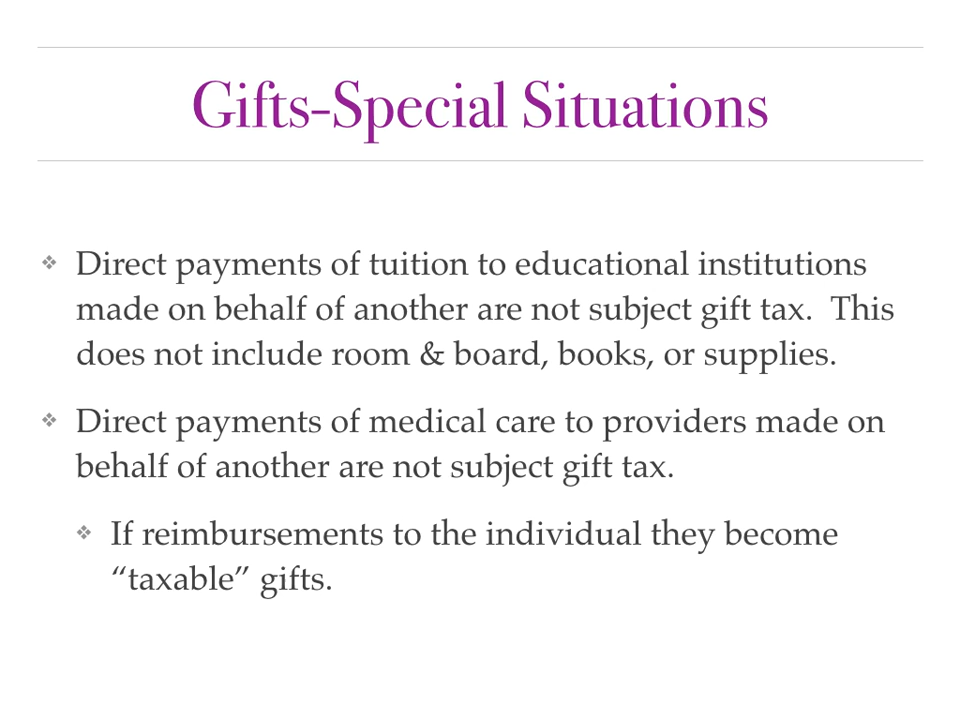 Gifts-Special Situations
❖ Direct payments of tuition to educational institutions
made on behalf of another are not subject gift tax.  This
does not include room & board, books, or supplies.
❖ Direct payments of medical care to providers made on
behalf of another are not subject gift tax.
❖ If reimbursements to the individual they become
“taxable” gifts.